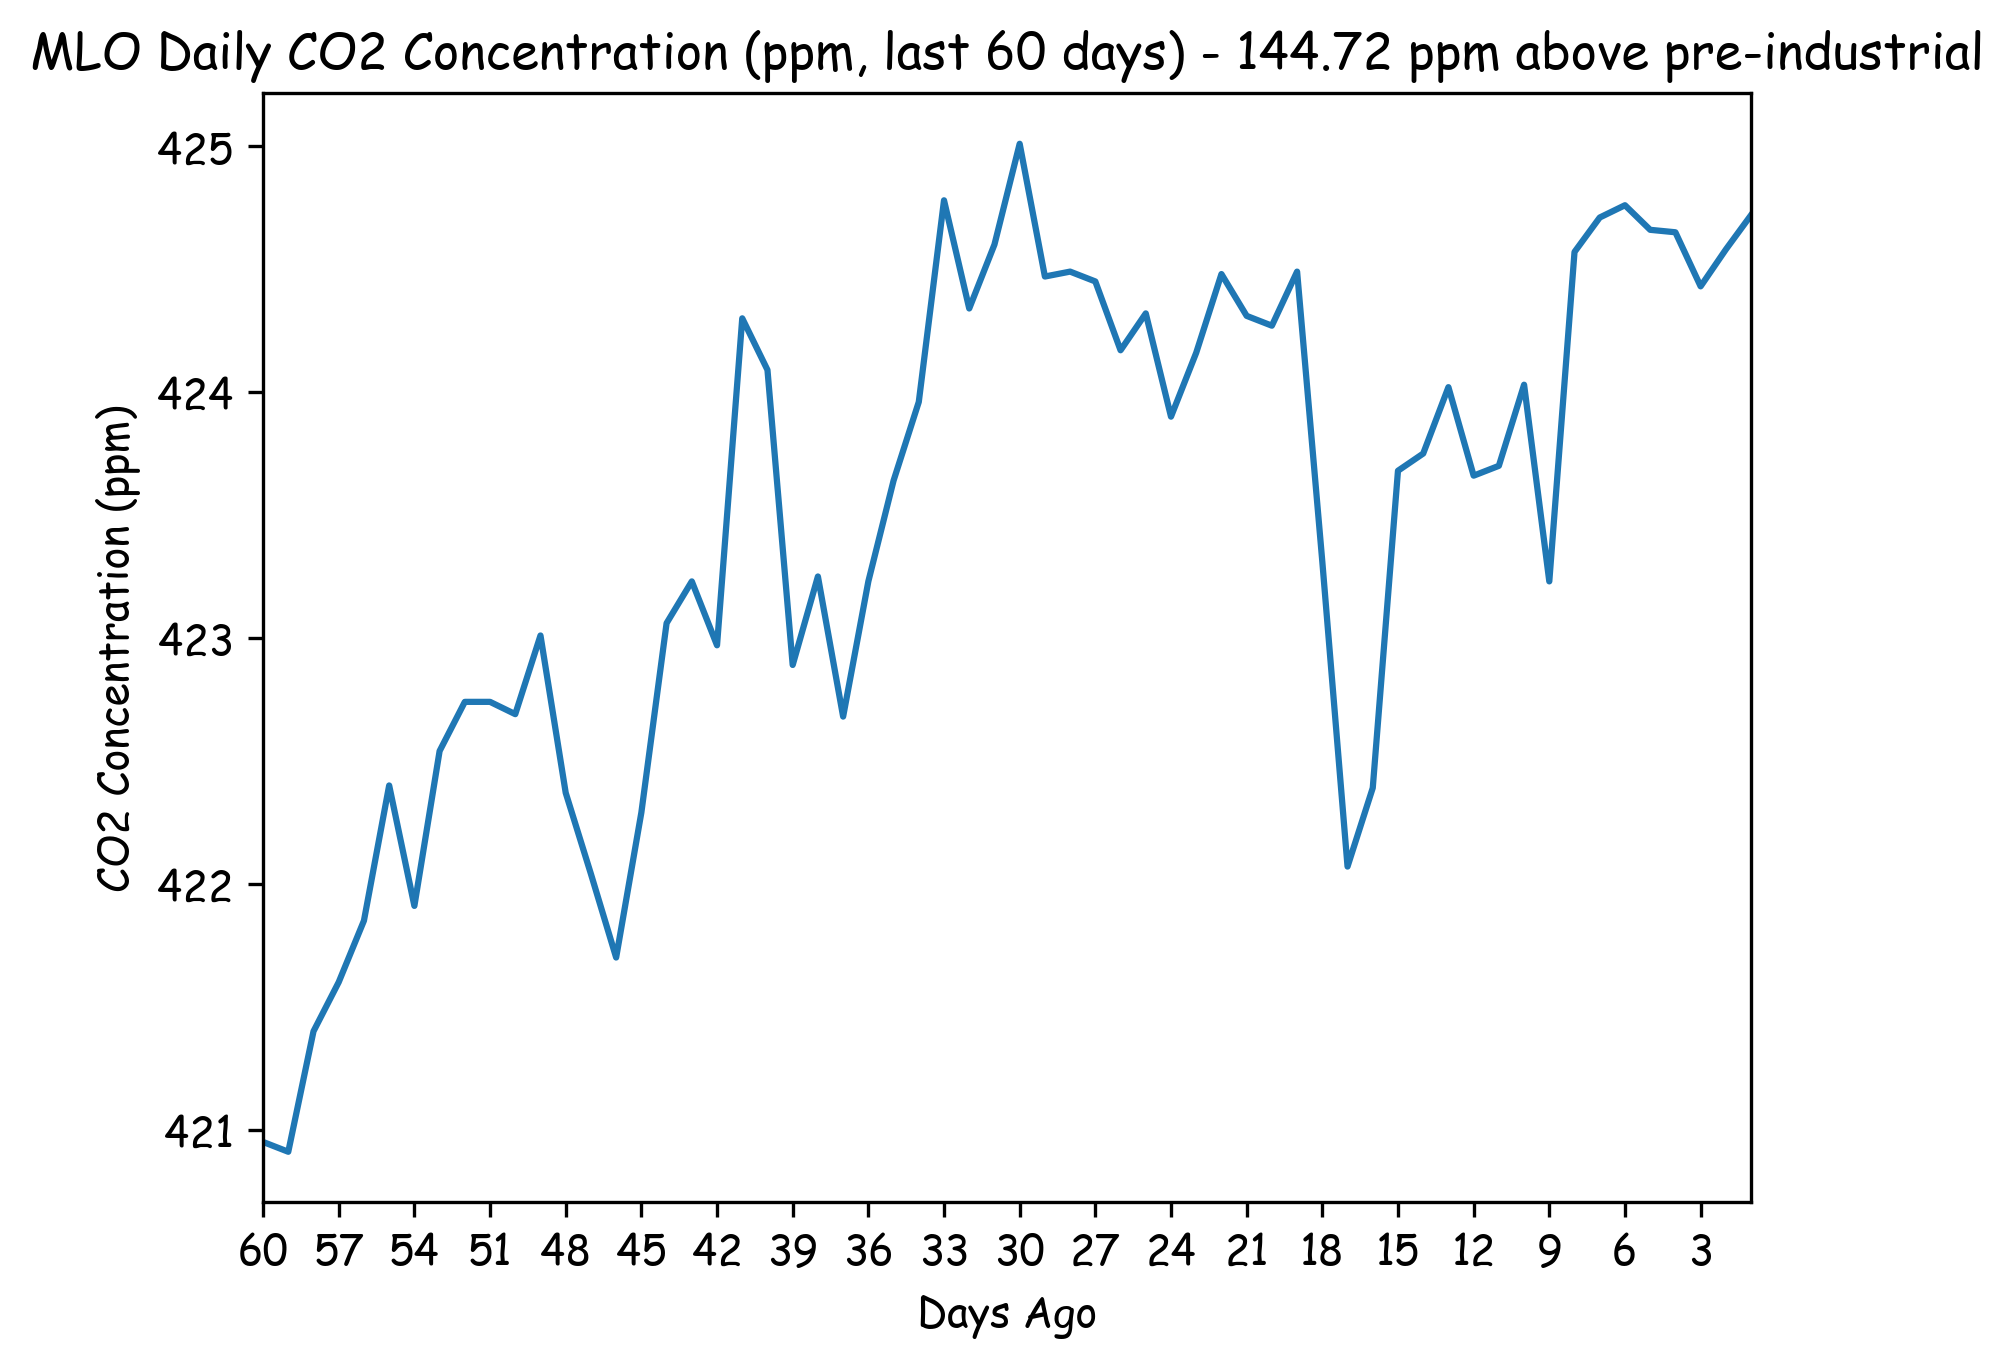 MLO Daily CO2 Concentration (ppm, last 60 days) - 144.72 ppm above pre-industrial
425
424
423
422
421
CO2 Concentration (ppm)
60 57 54 51 48 45 42 39 36 33 30 27 24 21 18 15 12 9 6 3
Days Ago